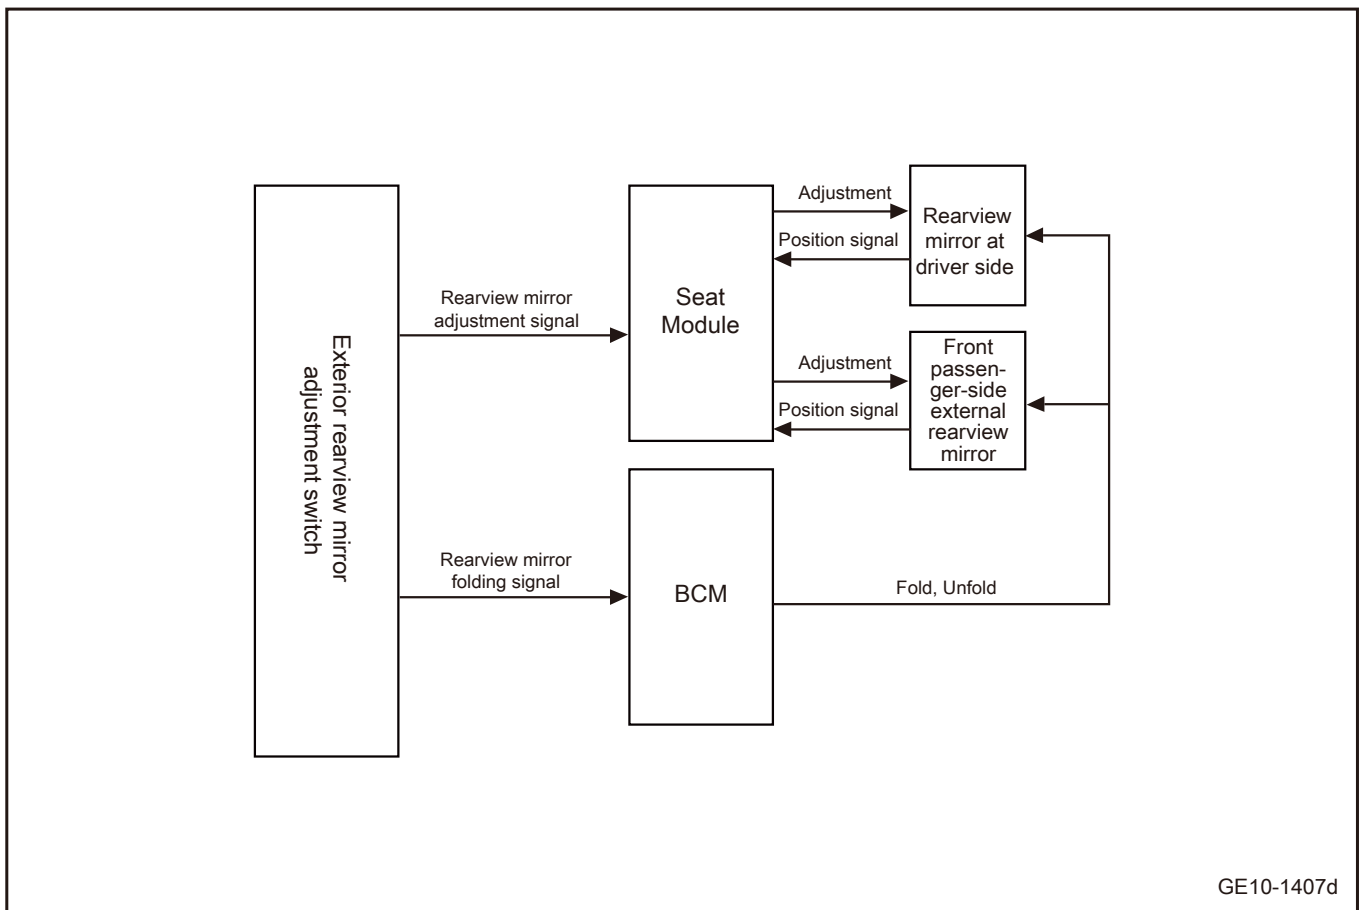 Exterior rearview mirror
adjustment switch
Rearview mirror
adjustment signal
Rearview mirror
folding signal
Seat
Module
BCM
Adjustment
Position signal
Adjustment
Position signal
Fold, Unfold
Rearview
mirror at
driver side
Front
passen-
ger-side
external
rearview
mirror
GE10-1407d